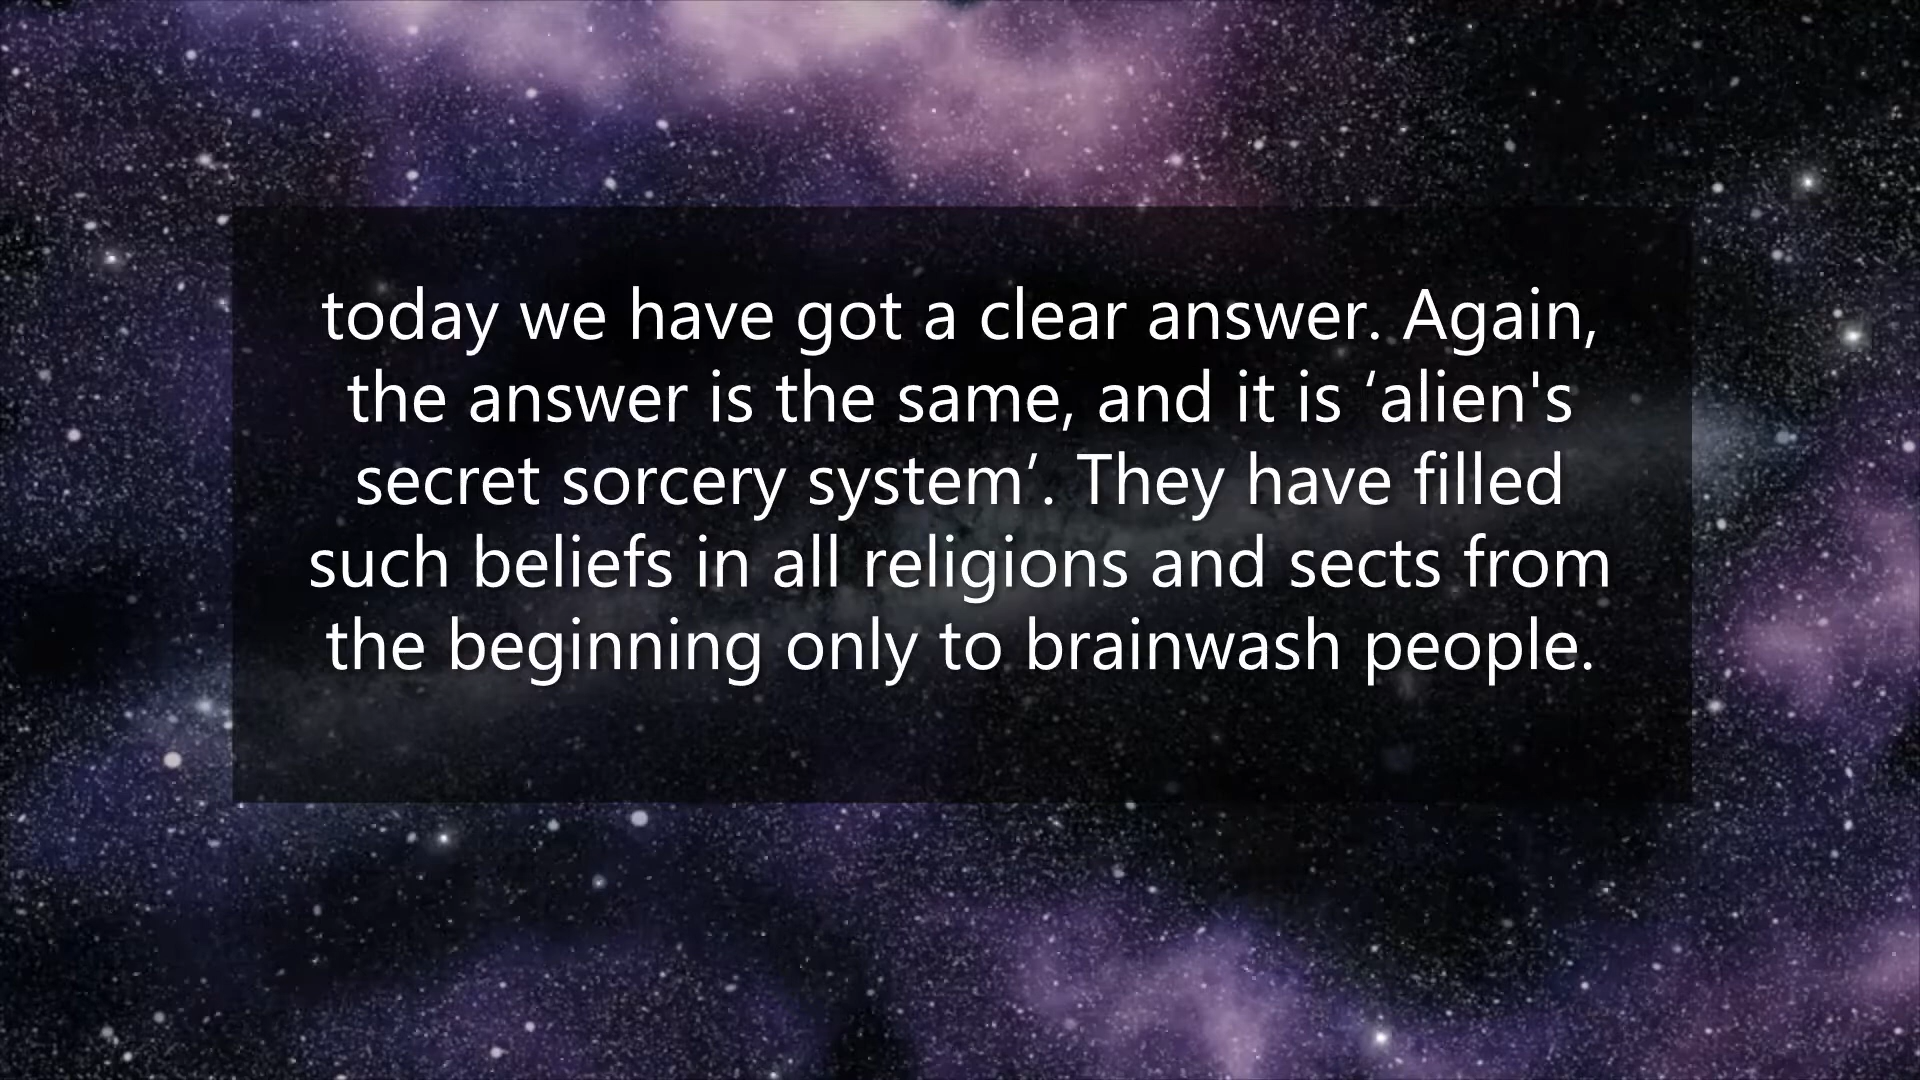 today we have got a clear answer. Again,
the answer is the same, and it is ‘alien's
secret sorcery system’. They have filled
such beliefs in all religions and sects from
the beginning only to brainwash people.